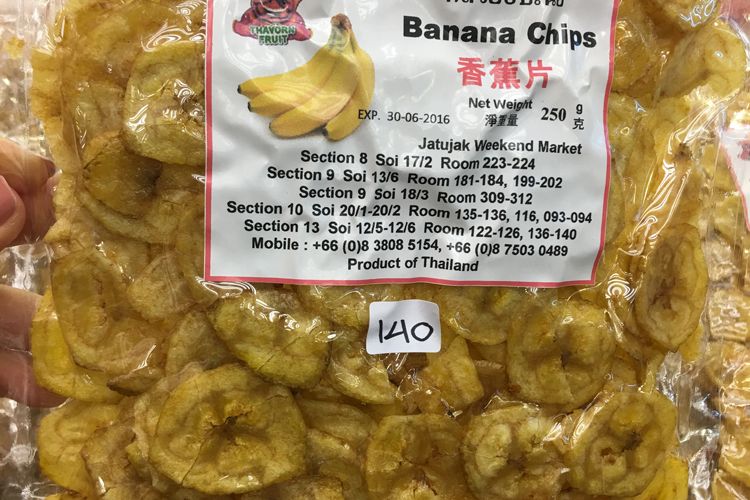 THAVORN
FRUIT
Banana Chips
香蕉片
Net Weight 250 g
淨重量 克
EXP. 30-06-2016
Jatujak Weekend Market
Section 8 Soi 17/2 Room 223-224
Section 9 Soi 13/6 Room 181-184, 199-202
Section 9 Soi 18/3 Room 309-312
Section 10 Soi 20/1-20/2 Room 135-136, 116, 093-094
Section 13 Soi 12/5-12/6 Room 122-126, 136-140
Mobile : +66 (0)8 3808 5154, +66 (0)8 7503 0489
Product of Thailand
140